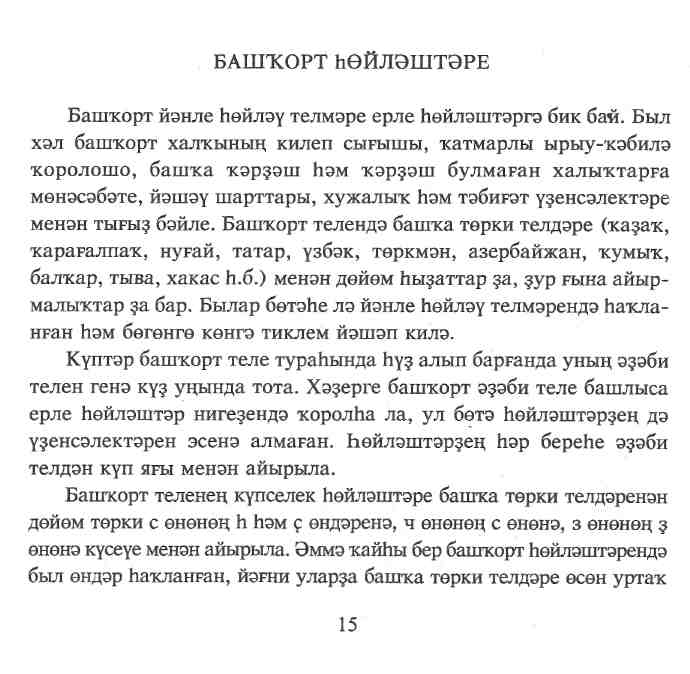 БАШҠОРТ ҺӨЙЛӘШТӘРЕ
Башҡорт йәнле һөйләү телмәре ерле һөйләштәргә бик бай. Был
хәл башҡорт халҡының килеп сығышы, ҡатмарлы ырыу-ҡәбилә
ҡоролошо, башҡа ҡәрҙәш һәм ҡәрҙәш булмаған халыҡтарға
мөнәсәбәте, йәшәү шарттары, хужалыҡ һәм тәбиғәт үҙенсәлектәре
менән тығыҙ бәйле. Башҡорт телендә башҡа төрки телдәре (ҡаҙаҡ,
ҡарағалпаҡ, нуғай, татар, үзбәк, төркмән, азербайжан, ҡумыҡ,
балҡар, тыва, хакас һ.б.) менән дөйөм һыҙаттар ҙа, ҙур ғына айыр-
малыҡтар ҙа бар. Былар бөтәһе лә йәнле һөйләү телмәрендә һаҡла-
нған һәм бөгөнгө көнгә тиклем йәшәп килә.
Күптәр башҡорт теле тураһында һүҙ алып барғанда уның әҙәби
телен генә күҙ уңында тота. Хәҙерге башҡорт әҙәби теле башлыса
ерле һөйләштәр нигеҙендә ҡоролһа ла, ул бөтә һөйләштәрҙең дә
үҙенсәлектәрен эсенә алмаған. Һөйләштәрҙең һәр береһе әҙәби
телдән күп яғы менән айырыла.
Башҡорт теленең күпселек һөйләштәре башҡа төрки телдәренән
дөйөм төрки с өнөнөң һ һәм ҫ өндәренә, ч өнөнөң с өнөнә, з өнөнөң ҙ
өнөнә күсеүе менән айырыла. Әммә ҡайһы бер башҡорт һөйләштәрендә
был өндәр һаҡланған, йәғни уларҙа башҡа төрки телдәре өсөн уртаҡ
15